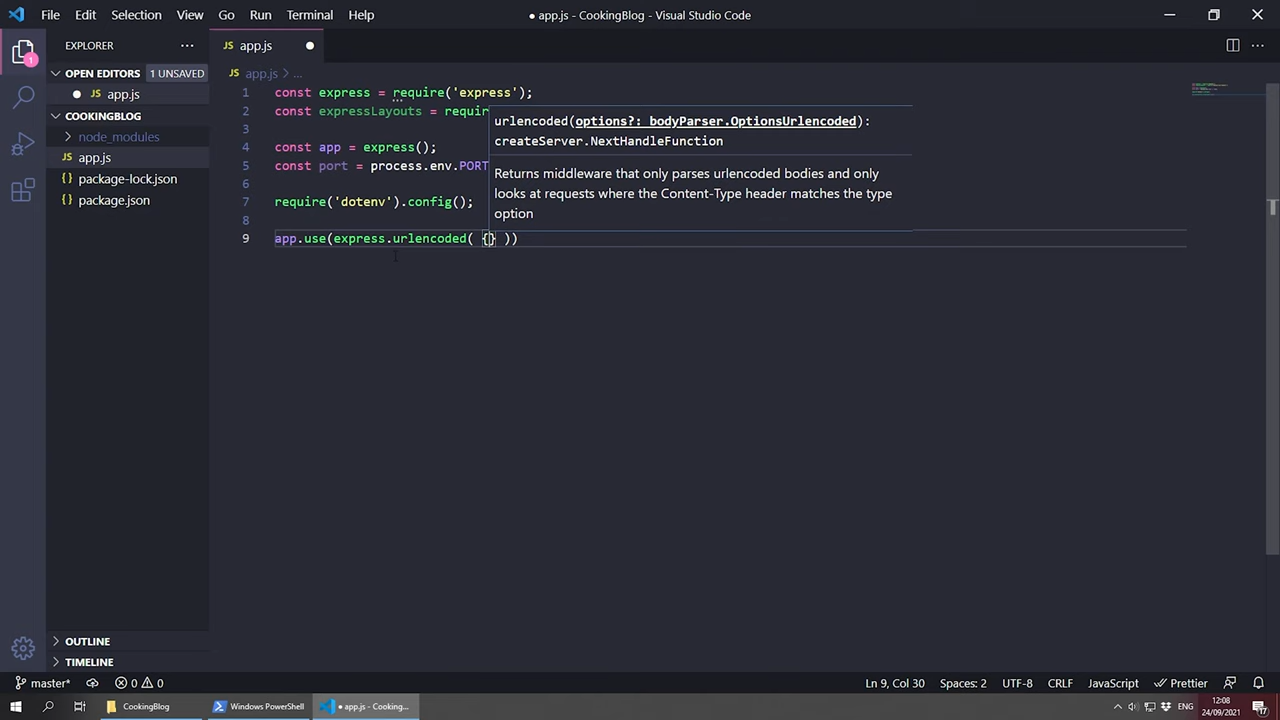 File Edit Selection View Go Run Terminal Help
● app.js - CookingBlog - Visual Studio Code
EXPLORER
OPEN EDITORS 1 UNSAVED
JS app.js
COOKINGBLOG
node_modules
JS app.js
{} package-lock.json
{} package.json
OUTLINE
TIMELINE
1
JS app.js
JS app.js > ...
1 const express = require('express');
2 const expressLayouts = requir
3
4 const app = express();
5 const port = process.env.PORT
6
7 require('dotenv').config();
8
9 app.use(express.urlencoded( {} ))
urlencoded(options?: bodyParser.OptionsUrlencoded):
createServer.NextHandleFunction
Returns middleware that only parses urlencoded bodies and only
looks at requests where the Content-Type header matches the type
option
master* 0 0 Ln 9, Col 30 Spaces: 2 UTF-8 CRLF JavaScript Prettier
CookingBlog Windows PowerShell ● app.js - Cooking... ENG
12:08
24/09/2021
17